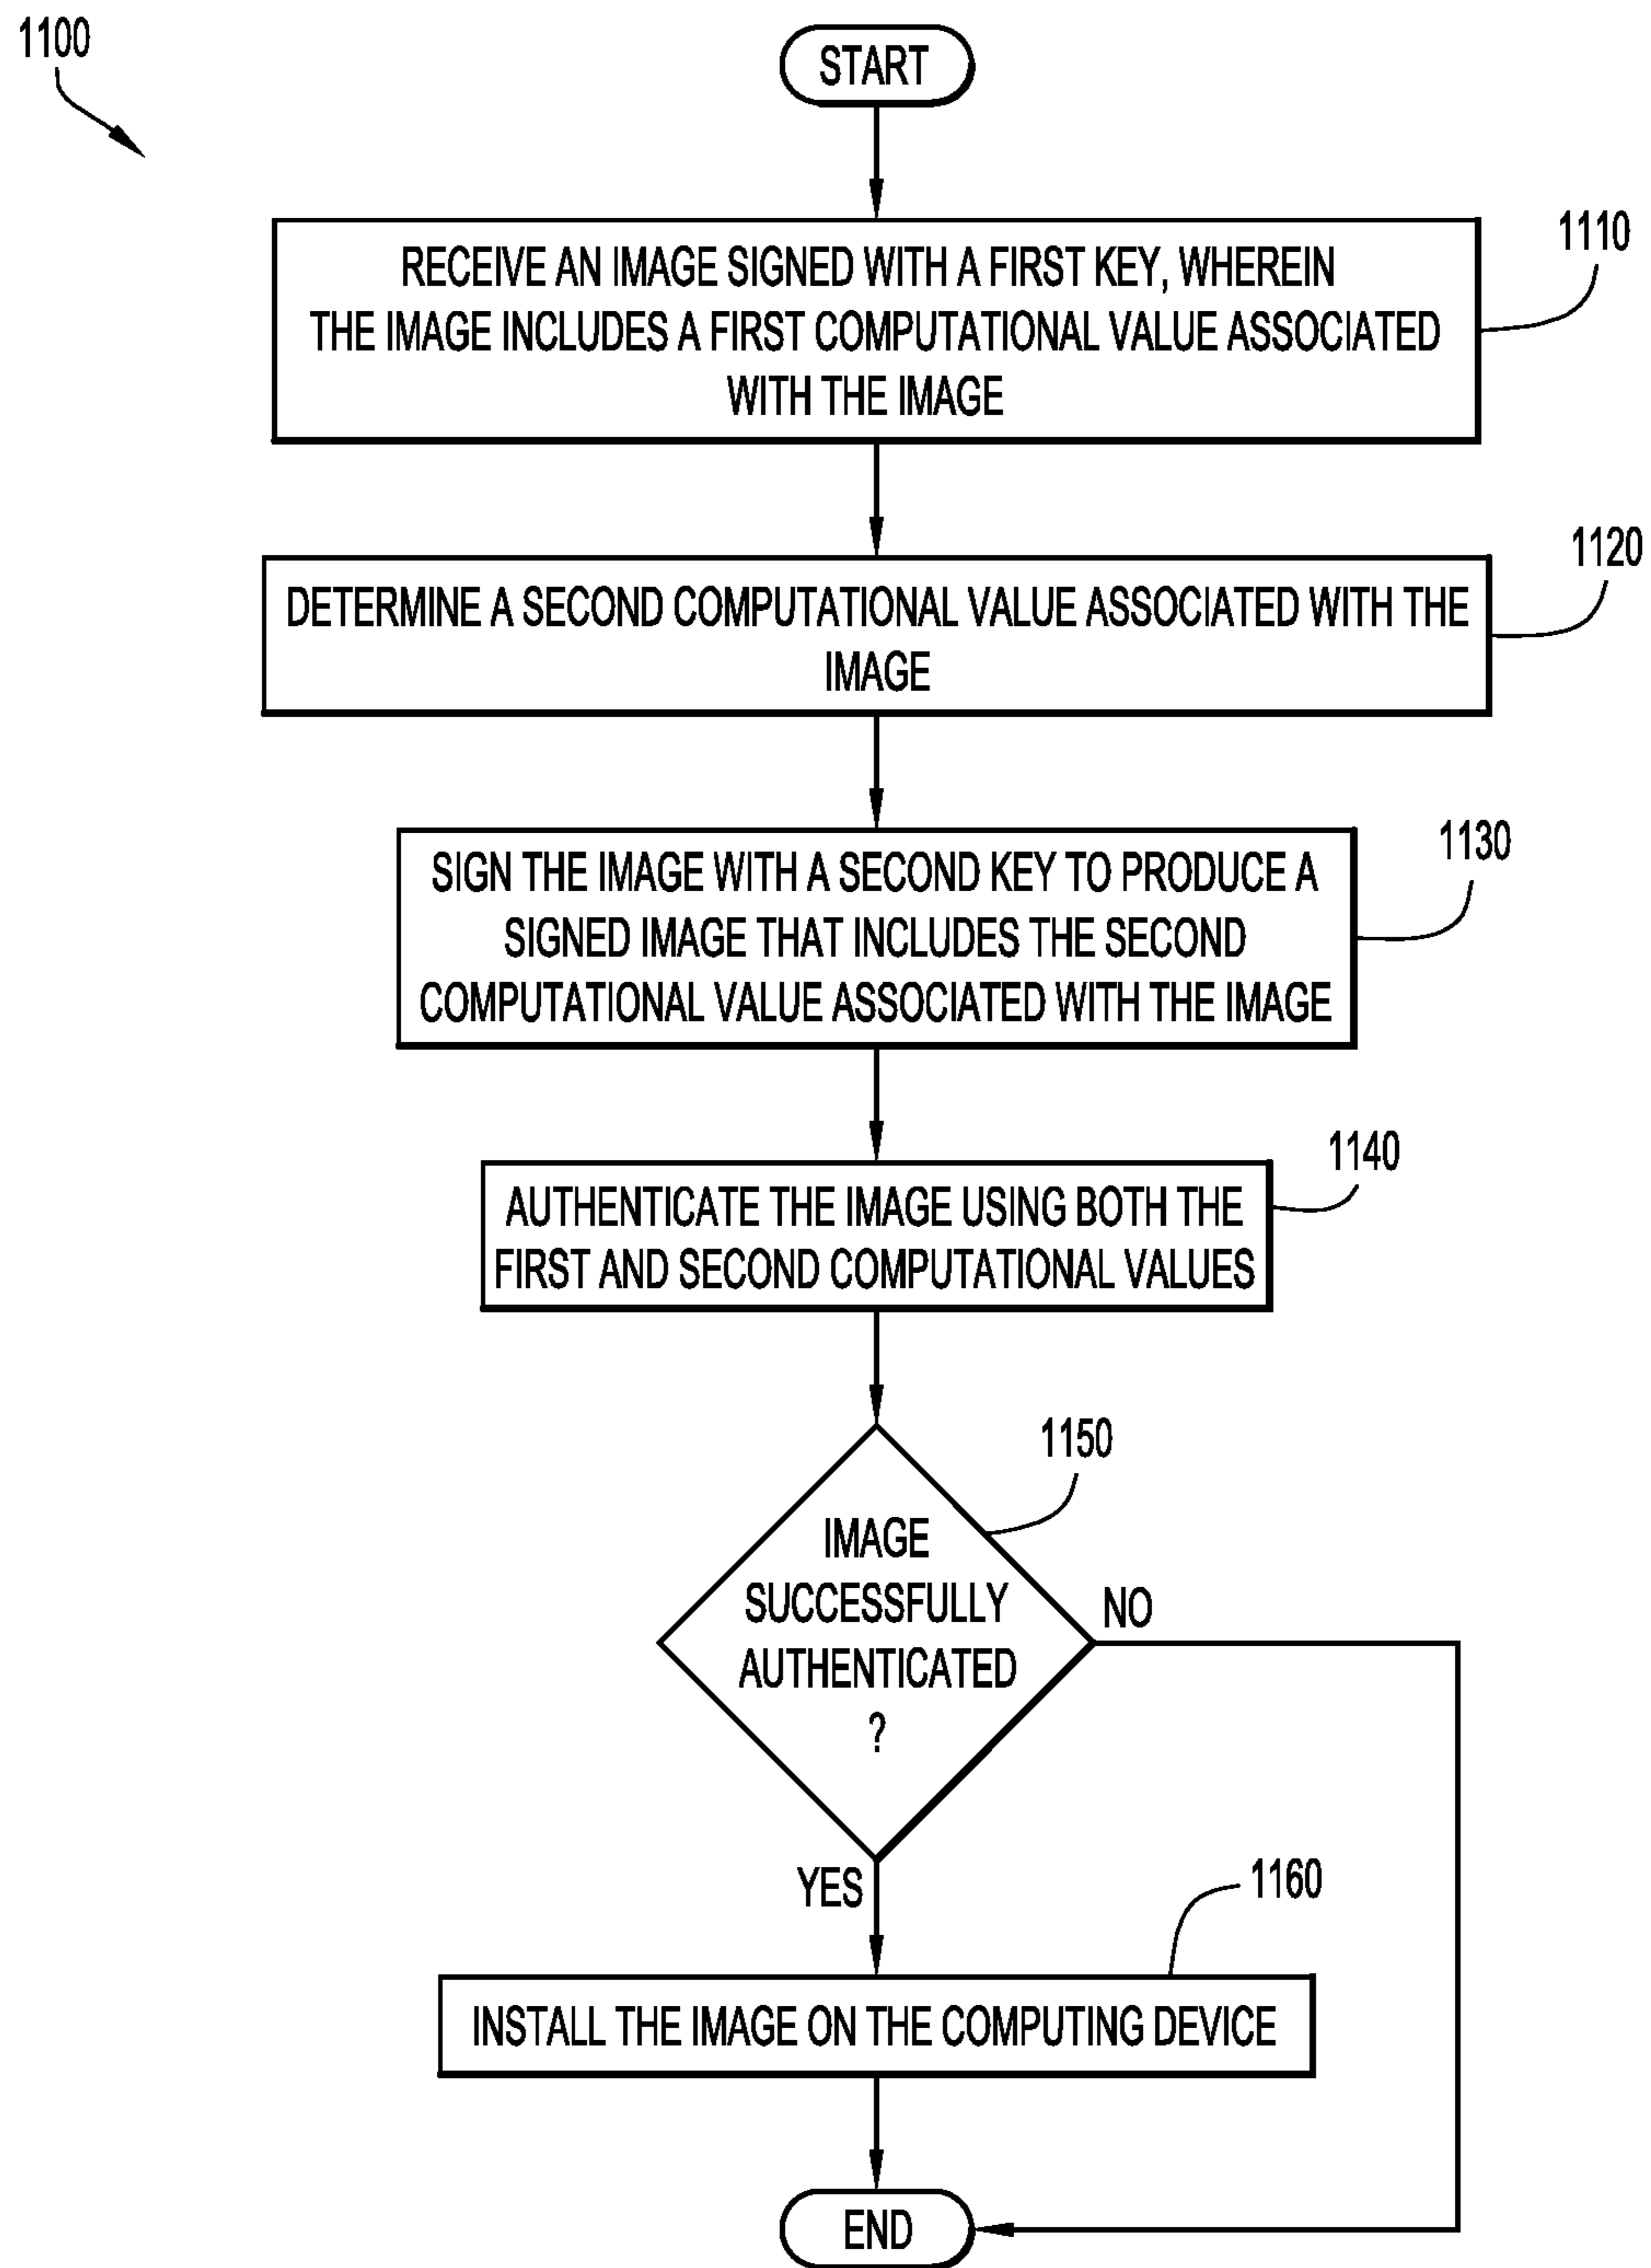 1100
START
1110
RECEIVE AN IMAGE SIGNED WITH A FIRST KEY, WHEREIN
THE IMAGE INCLUDES A FIRST COMPUTATIONAL VALUE ASSOCIATED
WITH THE IMAGE
1120
DETERMINE A SECOND COMPUTATIONAL VALUE ASSOCIATED WITH THE
IMAGE
1130
SIGN THE IMAGE WITH A SECOND KEY TO PRODUCE A
SIGNED IMAGE THAT INCLUDES THE SECOND
COMPUTATIONAL VALUE ASSOCIATED WITH THE IMAGE
1140
AUTHENTICATE THE IMAGE USING BOTH THE
FIRST AND SECOND COMPUTATIONAL VALUES
1150
IMAGE
SUCCESSFULLY
AUTHENTICATED
?
NO
YES
1160
INSTALL THE IMAGE ON THE COMPUTING DEVICE
END